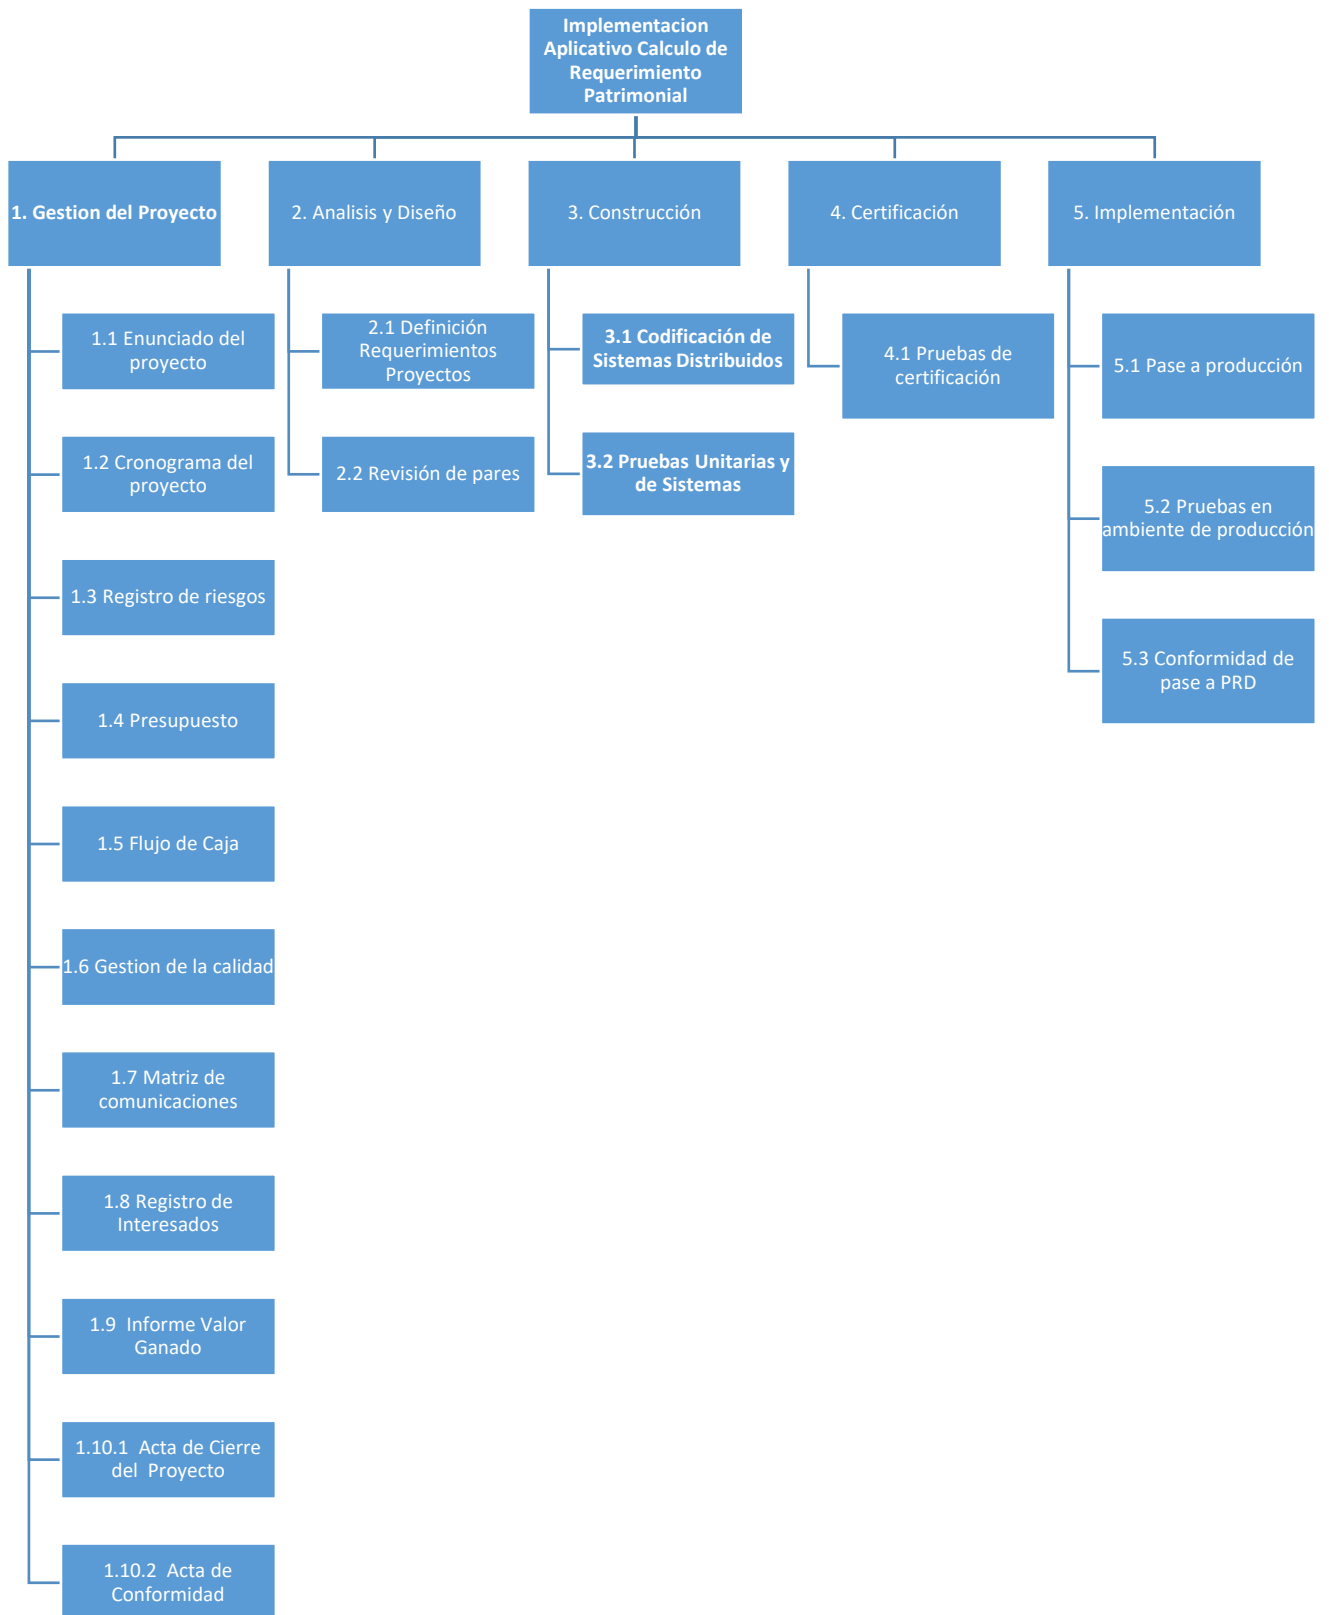 Implementacion
Aplicativo Calculo de
Requerimiento
Patrimonial
1. Gestion del Proyecto
2. Analisis y Diseño
3. Construcción
4. Certificación
5. Implementación
1.1 Enunciado del
proyecto
1.2 Cronograma del
proyecto
1.3 Registro de riesgos
1.4 Presupuesto
1.5 Flujo de Caja
1.6 Gestion de la calidad
1.7 Matriz de
comunicaciones
1.8 Registro de
Interesados
1.9  Informe Valor
Ganado
1.10.1  Acta de Cierre
del  Proyecto
1.10.2  Acta de
Conformidad
2.1 Definición
Requerimientos
Proyectos
2.2 Revisión de pares
3.1 Codificación de
Sistemas Distribuidos
3.2 Pruebas Unitarias y
de Sistemas
4.1 Pruebas de
certificación
5.1 Pase a producción
5.2 Pruebas en
ambiente de producción
5.3 Conformidad de
pase a PRD